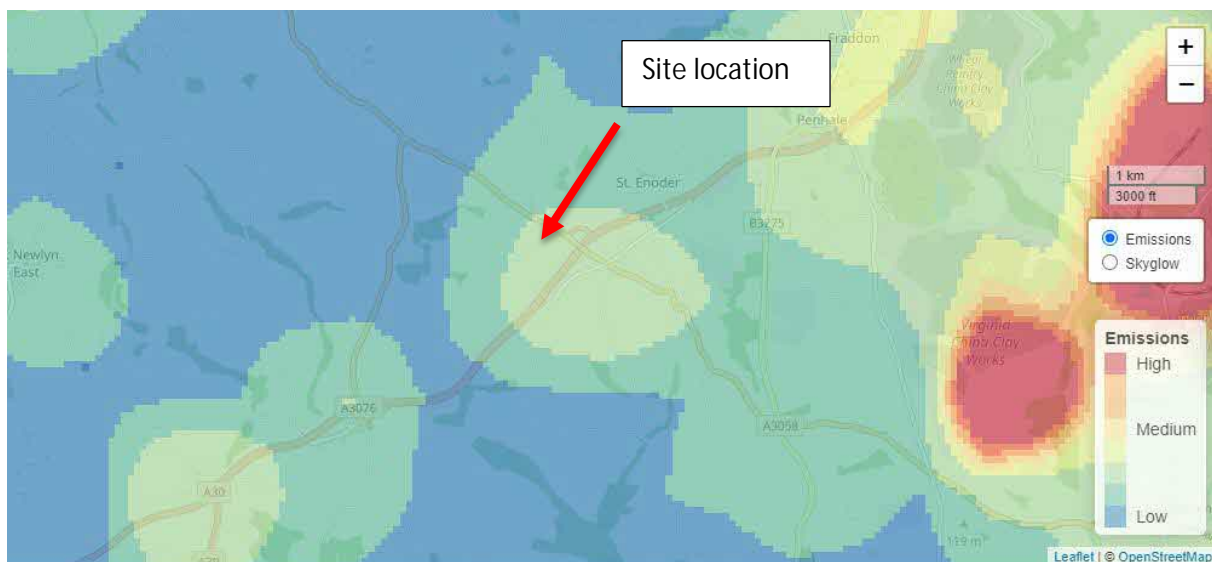 Site location
Fraddon
Penhale
St. Enoder
B3275
Newlyn
East
A3076
A30
A3058
Virginia
China Clay
Works
119 m
+
−
1 km
3000 ft
Emissions
Skyglow
Emissions
High
Medium
Low
Leaflet | © OpenStreetMap